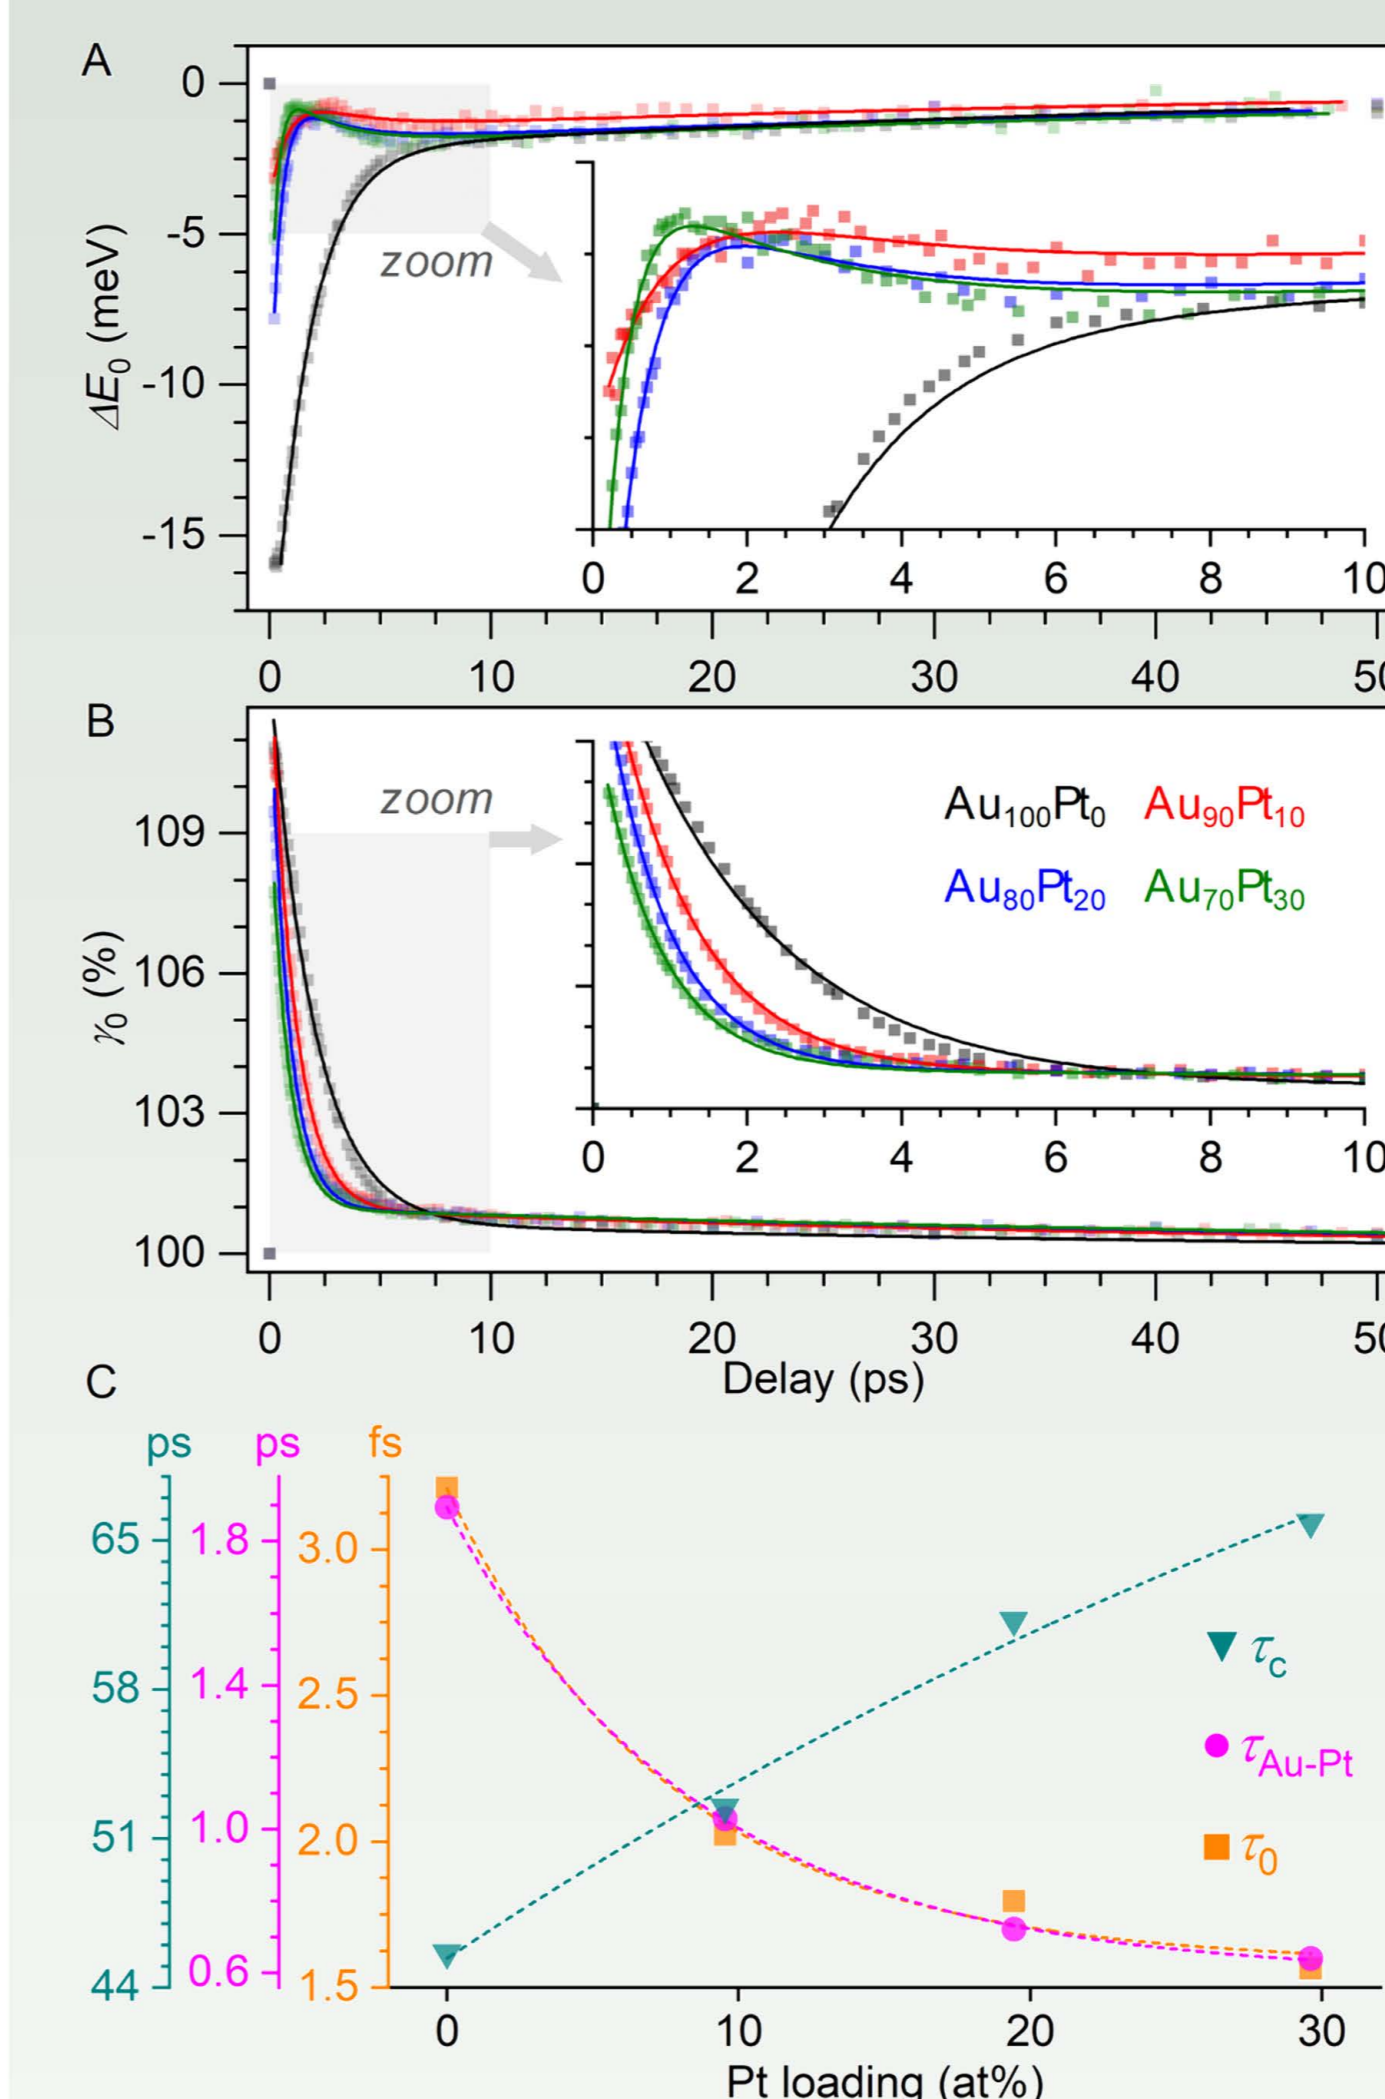 A
0
-5
-10
-15
ΔE0 (meV)
zoom
0 2 4 6 8 10
0 10 20 30 40 50
B
109
106
103
100
γ0 (%)
zoom
Au100Pt0 Au90Pt10
Au80Pt20 Au70Pt30
0 2 4 6 8 10
0 10 20 30 40
Delay (ps)
C
ps ps fs
65 1.8 3.0
58 1.4 2.5
51 1.0 2.0
44 0.6 1.5
τc
τAu-Pt
τ0
0 10 20 30
Pt loading (at%)